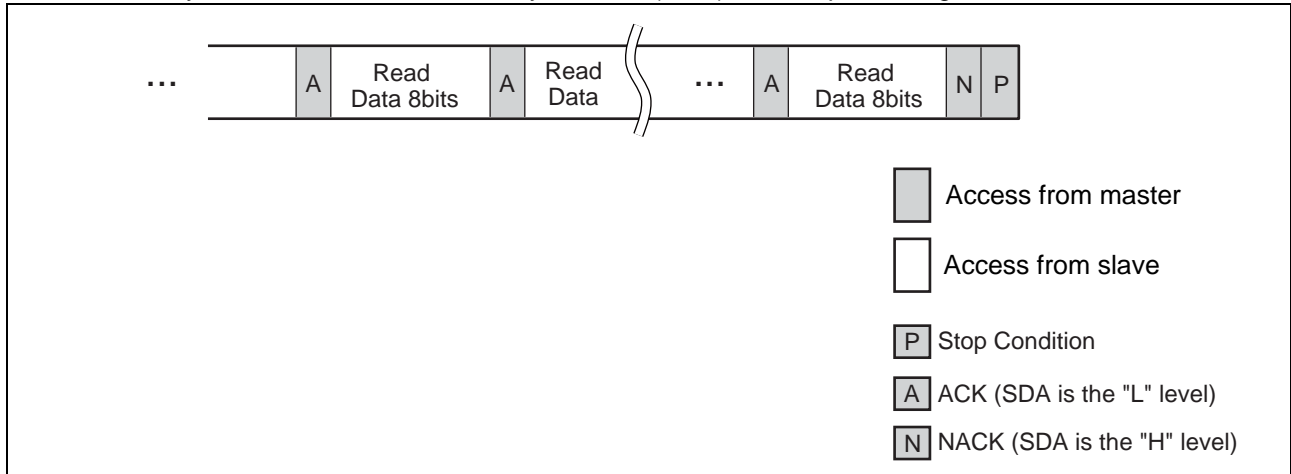 ... A Read Data 8bits A Read Data ... A Read Data 8bits N P
Access from master
Access from slave
P Stop Condition
A ACK (SDA is the "L" level)
N NACK (SDA is the "H" level)